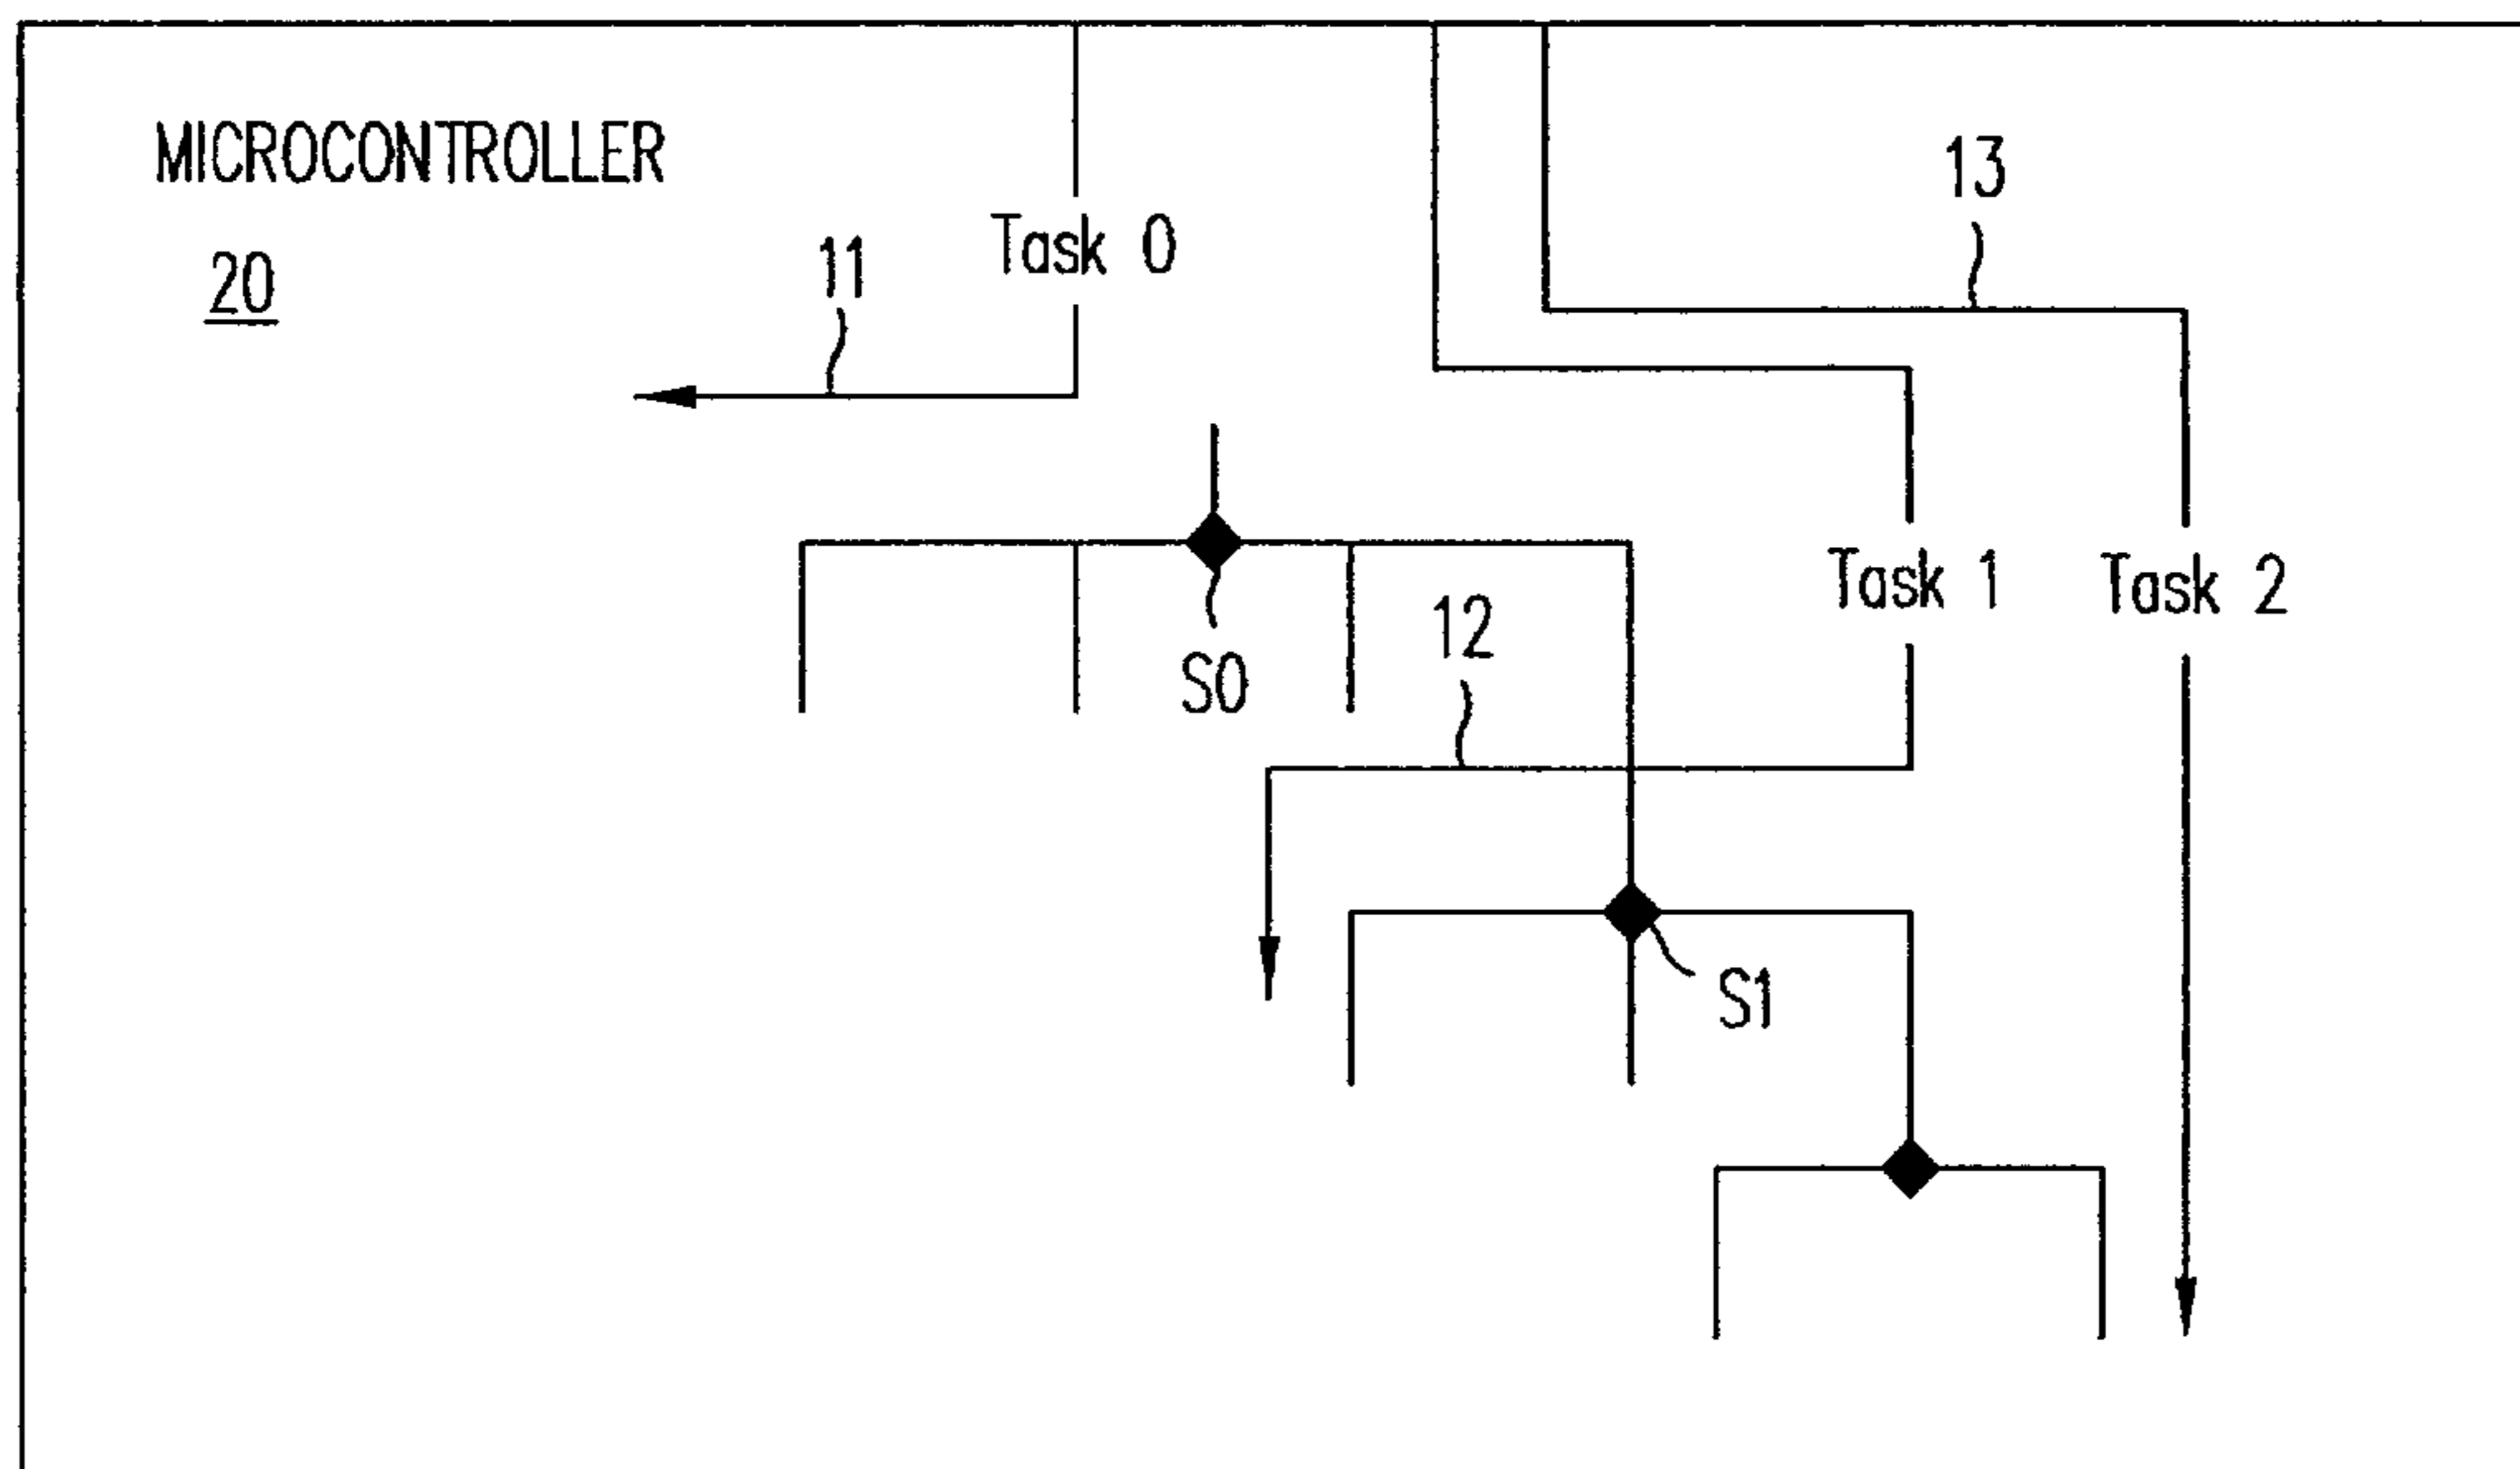 MICROCONTROLLER
20
11
Task 0
13
S0
12
Task 1
Task 2
S1